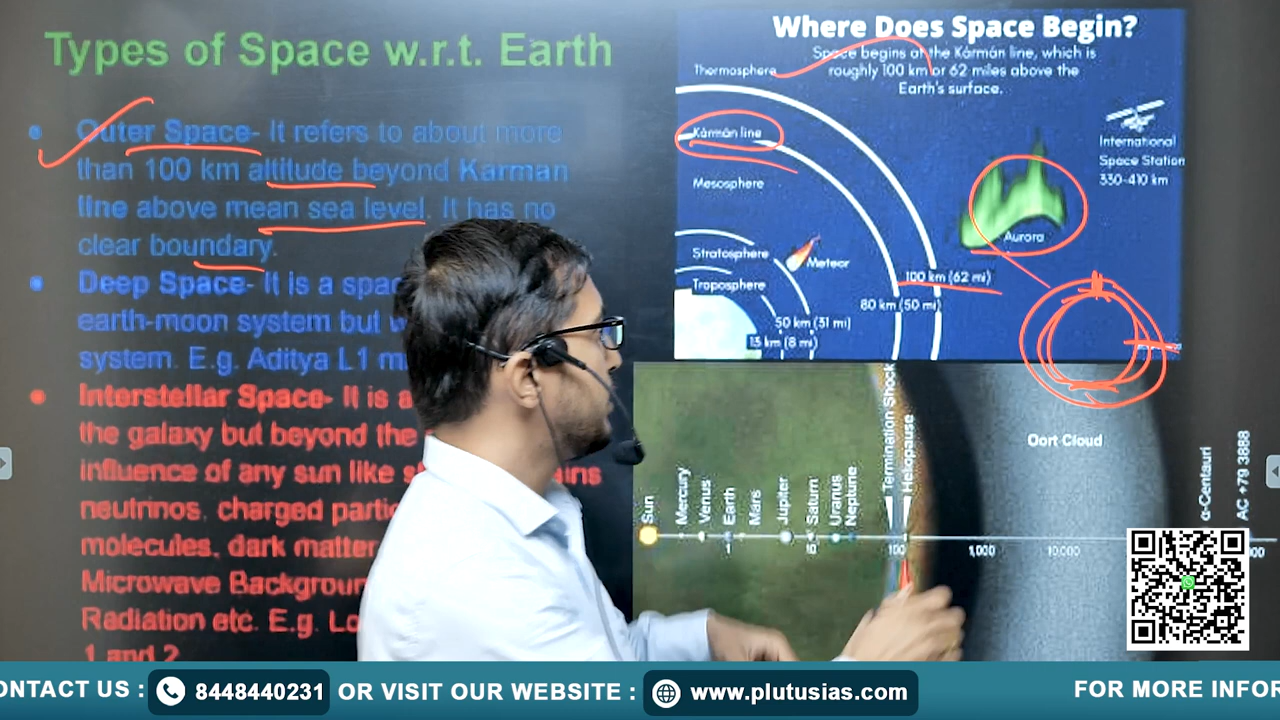 Types of Space w.r.t. Earth
Outer Space- It refers to about more
than 100 km altitude beyond Karman
line above mean sea level. It has no
clear boundary.
Deep Space- It is a spac
earth-moon system but w
system. E.g. Aditya L1 m
Interstellar Space- It is a
the galaxy but beyond the
influence of any sun like s ains
neutrinos, charged partic
molecules, dark matter
Microwave Backgroun
Radiation etc. E.g. Lo
1 and 2
Where Does Space Begin?
Space begins at the Kármán line, which is
roughly 100 km or 62 miles above the
Earth's surface.
Thermosphere
Kármán line
Mesosphere
Stratosphere
Troposphere
Meteor
Aurora
International
Space Station
330-410 km
100 km (62 mi)
80 km (50 mi)
50 km (31 mi)
13 km (8 mi)
Sun
Mercury
Venus
Earth
Mars
Jupiter
Saturn
Uranus
Neptune
Termination Shock
Heliopause
Oort Cloud
α-Centauri
AC +79 3888
1
100
1,000
10,000
ONTACT US : 8448440231 OR VISIT OUR WEBSITE : www.plutusias.com FOR MORE INFOR